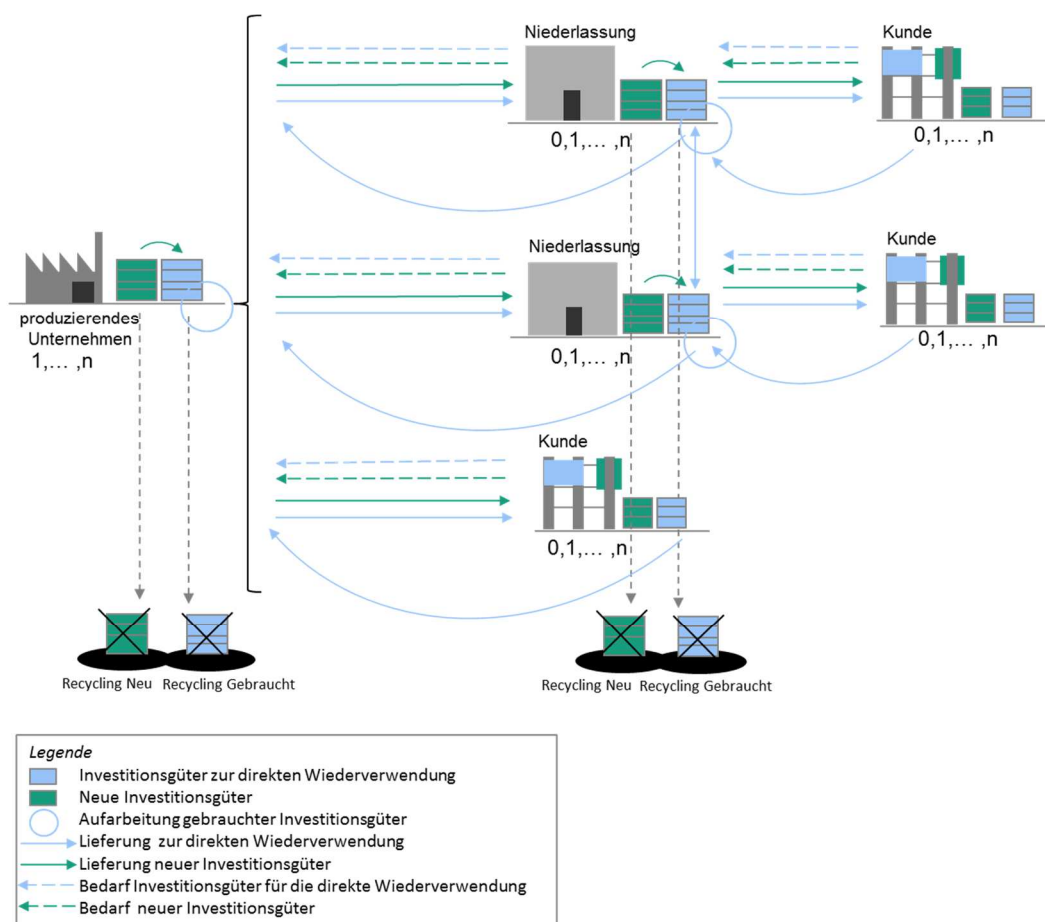 Niederlassung
Kunde
0,1,... ,n
0,1,... ,n
Niederlassung
Kunde
produzierendes
Unternehmen
1,... ,n
0,1,... ,n
0,1,... ,n
Kunde
0,1,... ,n
Recycling Neu
Recycling Gebraucht
Recycling Neu
Recycling Gebraucht
Legende
Investitionsgüter zur direkten Wiederverwendung
Neue Investitionsgüter
Aufarbeitung gebrauchter Investitionsgüter
Lieferung zur direkten Wiederverwendung
Lieferung neuer Investitionsgüter
Bedarf Investitionsgüter für die direkte Wiederverwendung
Bedarf neuer Investitionsgüter